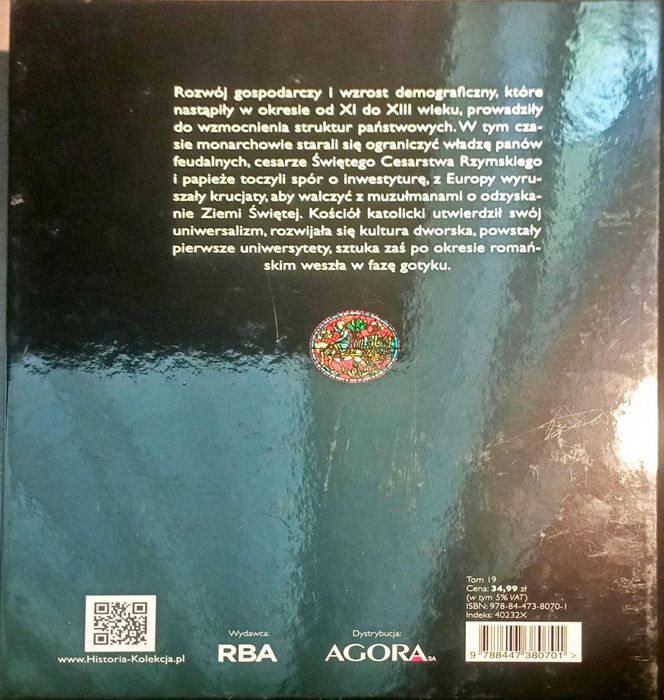 Rozwój gospodarczy i wzrost demograficzny, które
nastąpiły w okresie od XI do XIII wieku, prowadziły
do wzmocnienia struktur państwowych. W tym cza-
sie monarchowie starali się ograniczyć władzę panów
feudalnych, cesarze Świętego Cesarstwa Rzymskiego
i papieże toczyli spór o inwestyturę, z Europy wyru-
szały krucjaty, aby walczyć z muzułmanami o odzyska-
nie Ziemi Świętej. Kościół katolicki utwierdził swój
uniwersalizm, rozwijała się kultura dworska, powstały
pierwsze uniwersytety, sztuka zaś po okresie romań-
skim weszła w fazę gotyku.
www.Historia-Kolekcja.pl
Wydawca:
RBA
Dystrybucja:
AGORA SA
Tom 19
Cena: 34,99 zł
(w tym 5% VAT)
ISBN: 978-84-473-8070-1
Indeks: 40232X
9 788447 380701 >